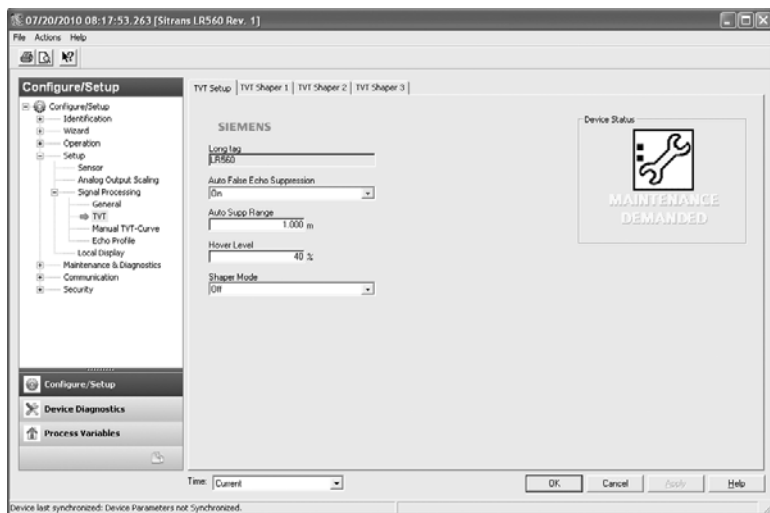 07/20/2010 08:17:53.263 [Sitrans LR560 Rev. 1]
File Actions Help
Configure/Setup
Configure/Setup
Identification
Wizard
Operation
Setup
Sensor
Analog Output Scaling
Signal Processing
General
TVT
Manual TVT-Curve
Echo Profile
Local Display
Maintenance & Diagnostics
Communication
Security
Configure/Setup
Device Diagnostics
Process Variables
TVT Setup TVT Shaper 1 TVT Shaper 2 TVT Shaper 3
SIEMENS
Long tag
LR560
Auto False Echo Suppression
On
Auto Supp Range
1.000 m
Hover Level
40 %
Shaper Mode
Off
Device Status
MAINTENANCE
DEMANDED
Time: Current
OK Cancel Apply Help
Device last synchronized: Device Parameters not Synchronized.